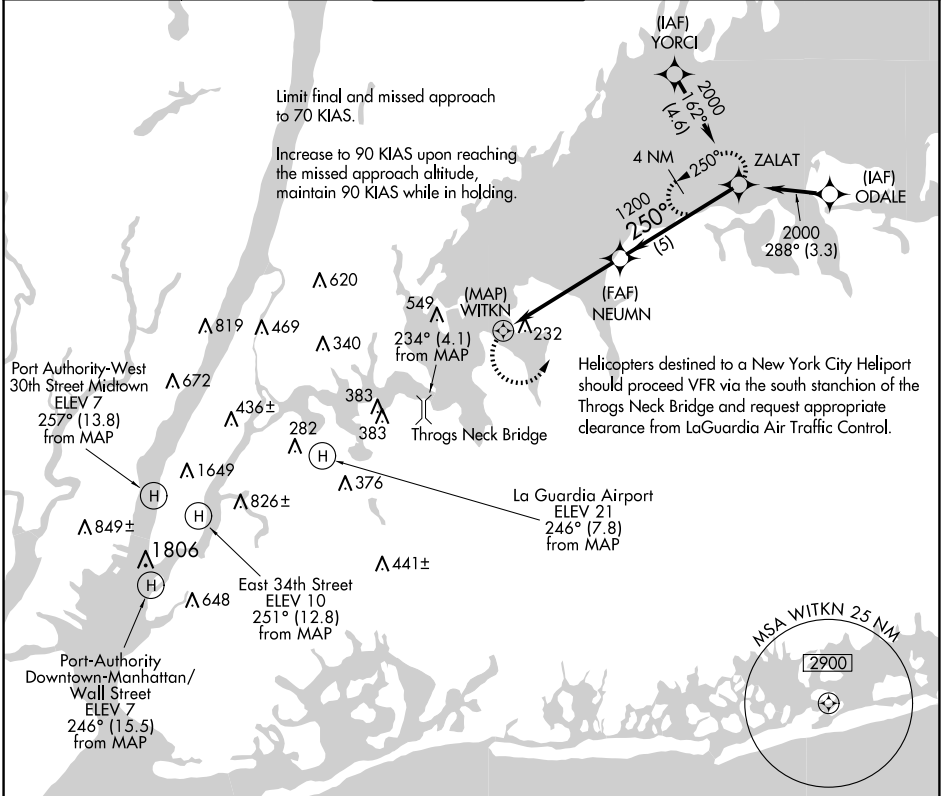 (IAF)
YORCI
2000
162°
(4.6)
Limit final and missed approach
to 70 KIAS.
Increase to 90 KIAS upon reaching
the missed approach altitude,
maintain 90 KIAS while in holding.
4 NM
250°
ZALAT
(IAF)
ODALE
2000
288° (3.3)
1200
250°
(5)
(FAF)
NEUMN
(MAP)
WITKN
232
620
549
819
469
340
234° (4.1)
from MAP
Port Authority-West
30th Street Midtown
ELEV 7
257° (13.8)
from MAP
672
436±
383
383
282
Throgs Neck Bridge
Helicopters destined to a New York City Heliport
should proceed VFR via the south stanchion of the
Throgs Neck Bridge and request appropriate
clearance from LaGuardia Air Traffic Control.
H
1649
376
826±
H
H
La Guardia Airport
ELEV 21
246° (7.8)
from MAP
849±
1806
441±
H
648
East 34th Street
ELEV 10
251° (12.8)
from MAP
Port-Authority
Downtown-Manhattan/
Wall Street
ELEV 7
246° (15.5)
from MAP
MSA WITKN 25 NM
2900